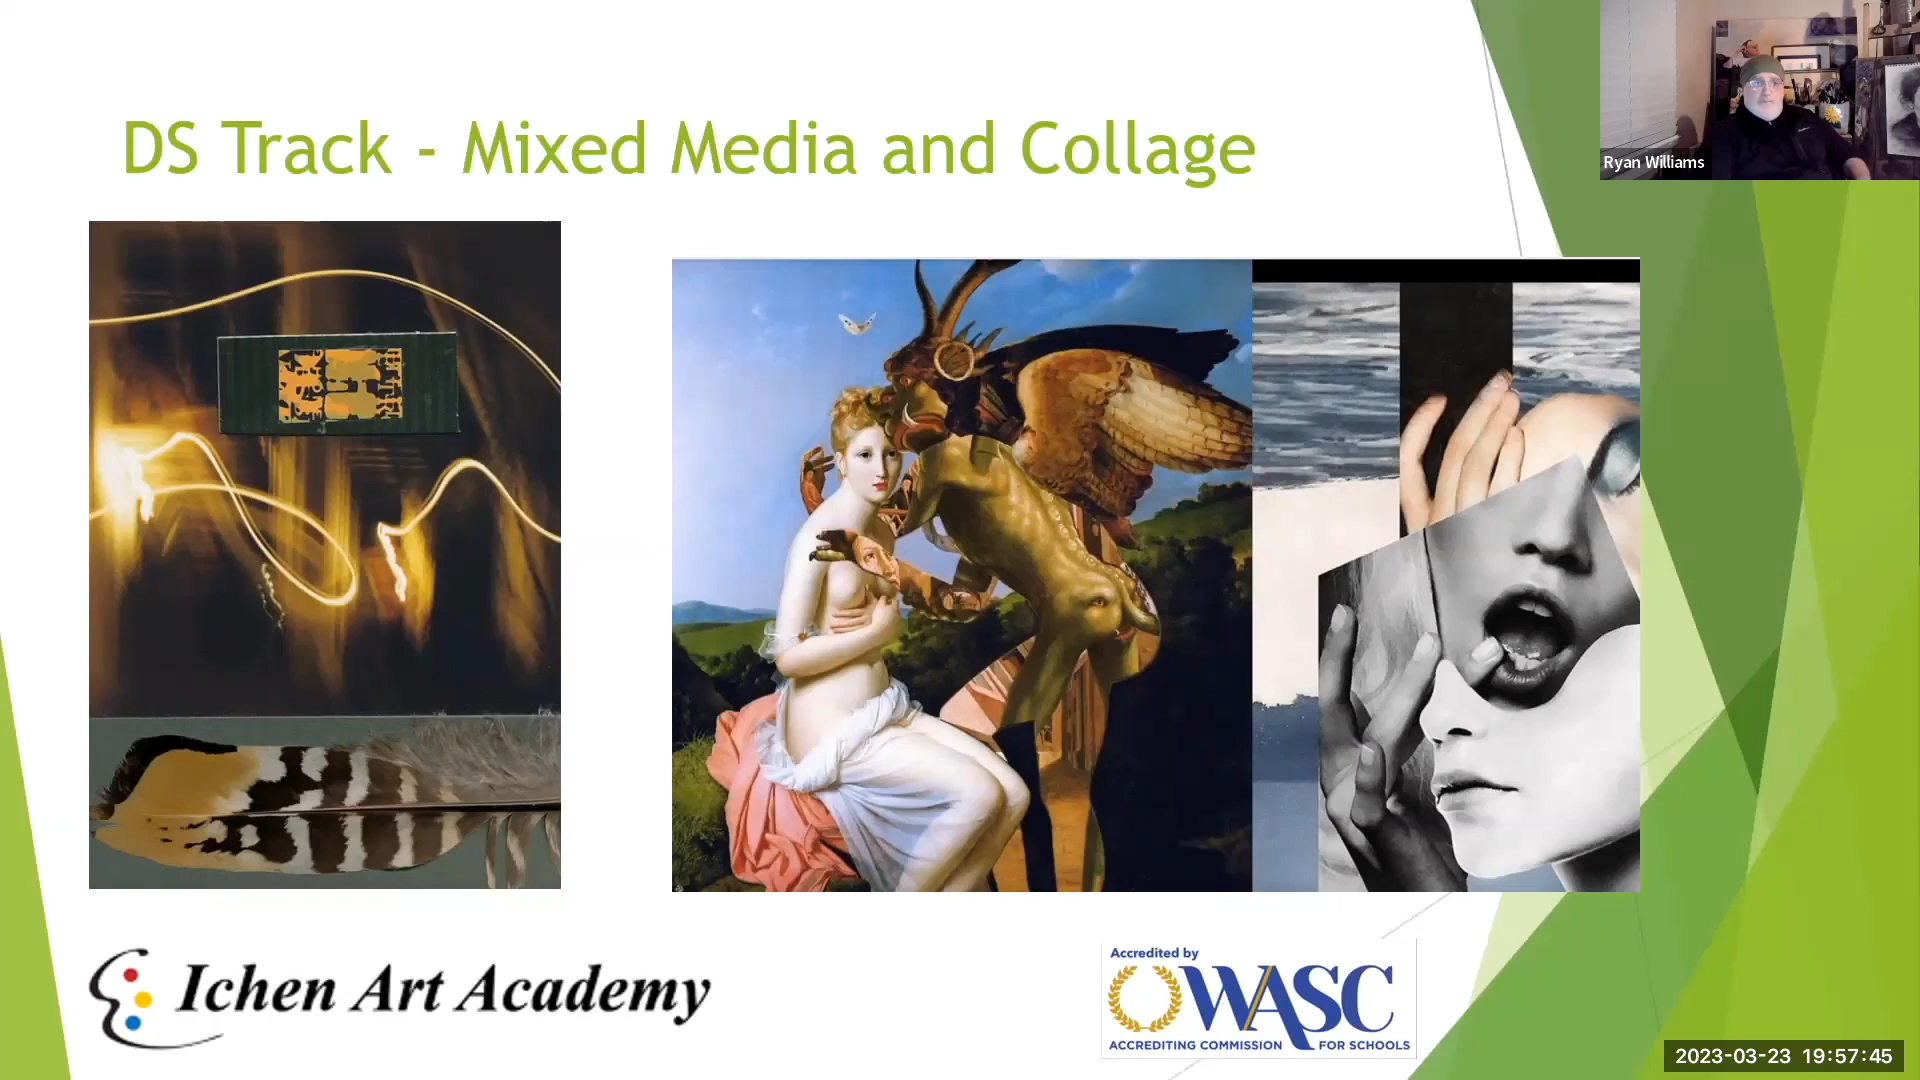 DS Track - Mixed Media and Collage
Ryan Williams
Ichen Art Academy
Accredited by
WASC
ACCREDITING COMMISSION FOR SCHOOLS
2023-03-23 19:57:45